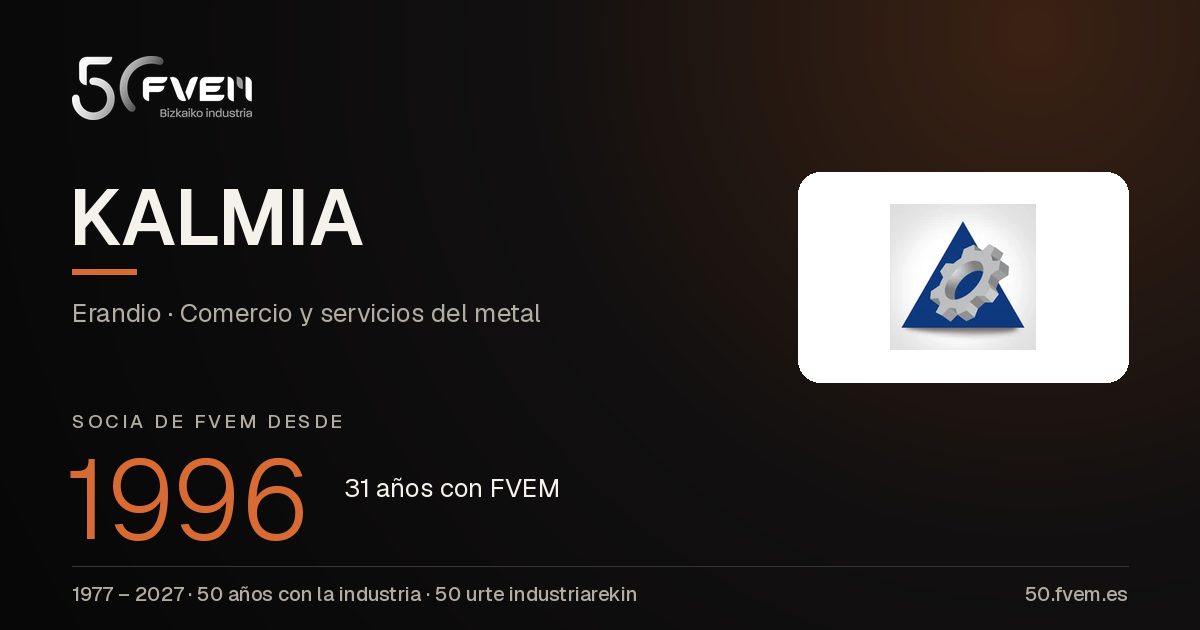 50 FVEM
Bizkaiko industria
KALMIA
Erandio · Comercio y servicios del metal
SOCIA DE FVEM DESDE
1996
31 años con FVEM
1977 – 2027 · 50 años con la industria · 50 urte industriarekin
50.fvem.es